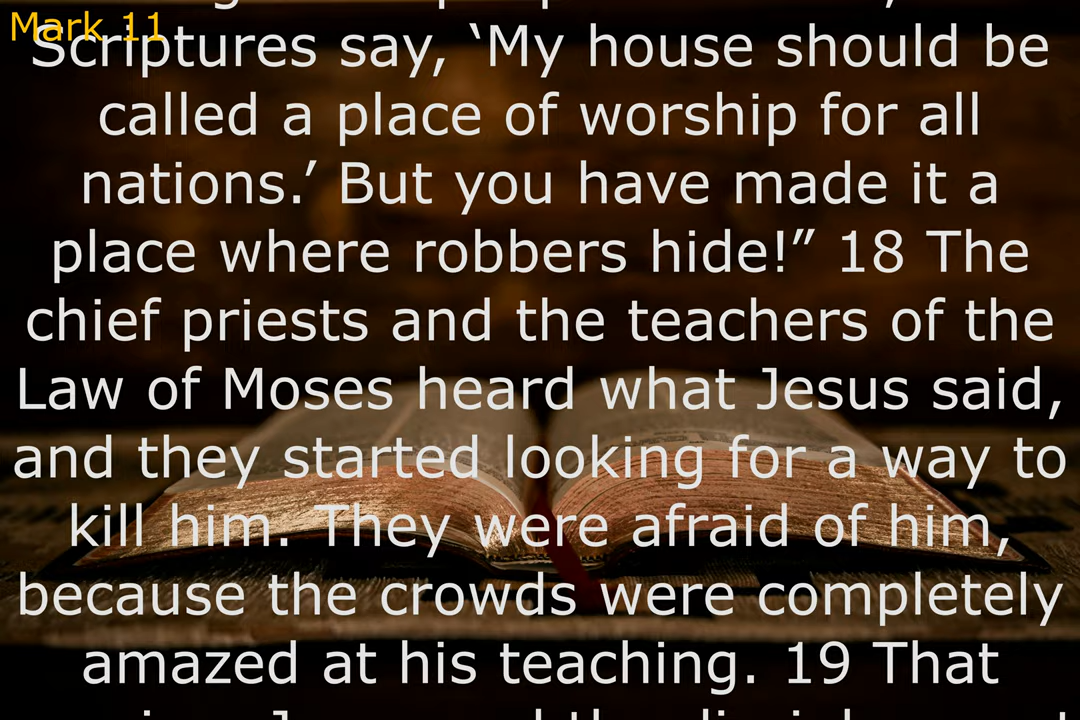 Mark 11
Scriptures say, ‘My house should be
called a place of worship for all
nations.’ But you have made it a
place where robbers hide!” 18 The
chief priests and the teachers of the
Law of Moses heard what Jesus said,
and they started looking for a way to
kill him. They were afraid of him,
because the crowds were completely
amazed at his teaching. 19 That